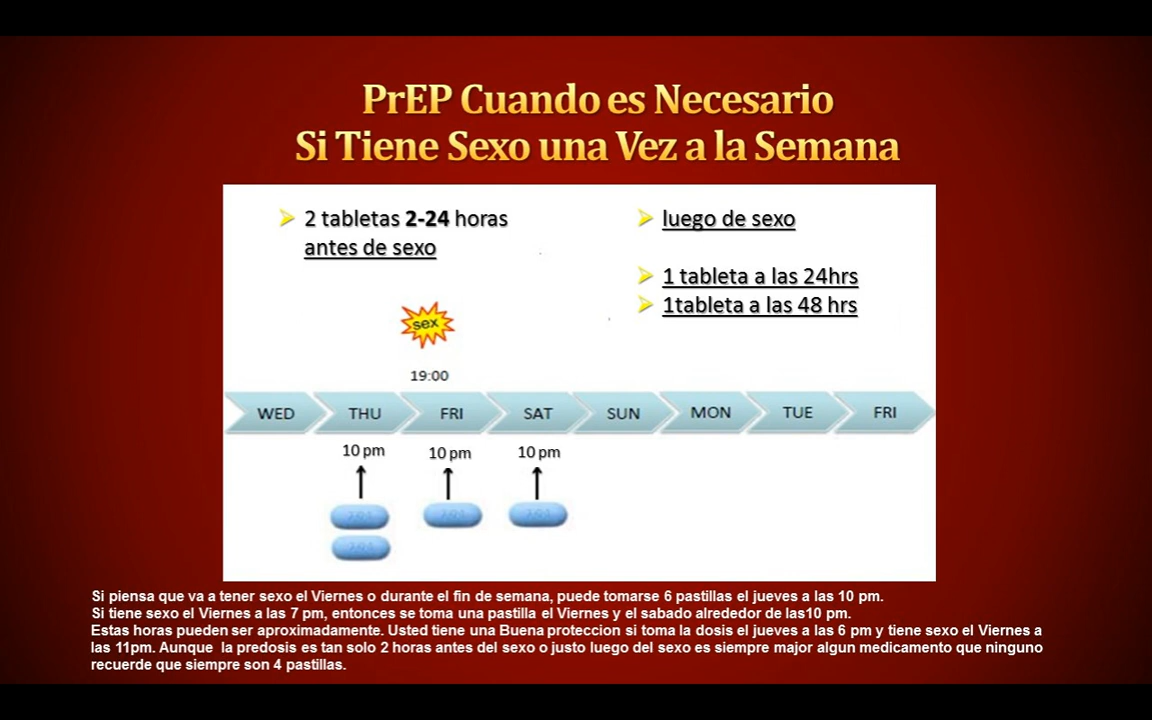 PrEP Cuando es Necesario
Si Tiene Sexo una Vez a la Semana
2 tabletas 2-24 horas
antes de sexo
luego de sexo
1 tableta a las 24hrs
1tableta a las 48 hrs
sex
19:00
WED THU FRI SAT SUN MON TUE FRI
10 pm 10 pm 10 pm
Si piensa que va a tener sexo el Viernes o durante el fin de semana, puede tomarse 6 pastillas el jueves a las 10 pm.
Si tiene sexo el Viernes a las 7 pm, entonces se toma una pastilla el Viernes y el sabado alrededor de las10 pm.
Estas horas pueden ser aproximadamente. Usted tiene una Buena proteccion si toma la dosis el jueves a las 6 pm y tiene sexo el Viernes a
las 11pm. Aunque la predosis es tan solo 2 horas antes del sexo o justo luego del sexo es siempre major algun medicamento que ninguno
recuerde que siempre son 4 pastillas.